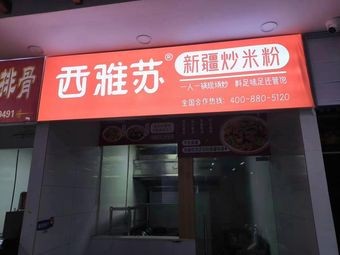 西雅苏®
新疆炒米粉
一人一锅现场炒 料足味足还管饱
全国合作热线：400-880-5120
排骨
9491